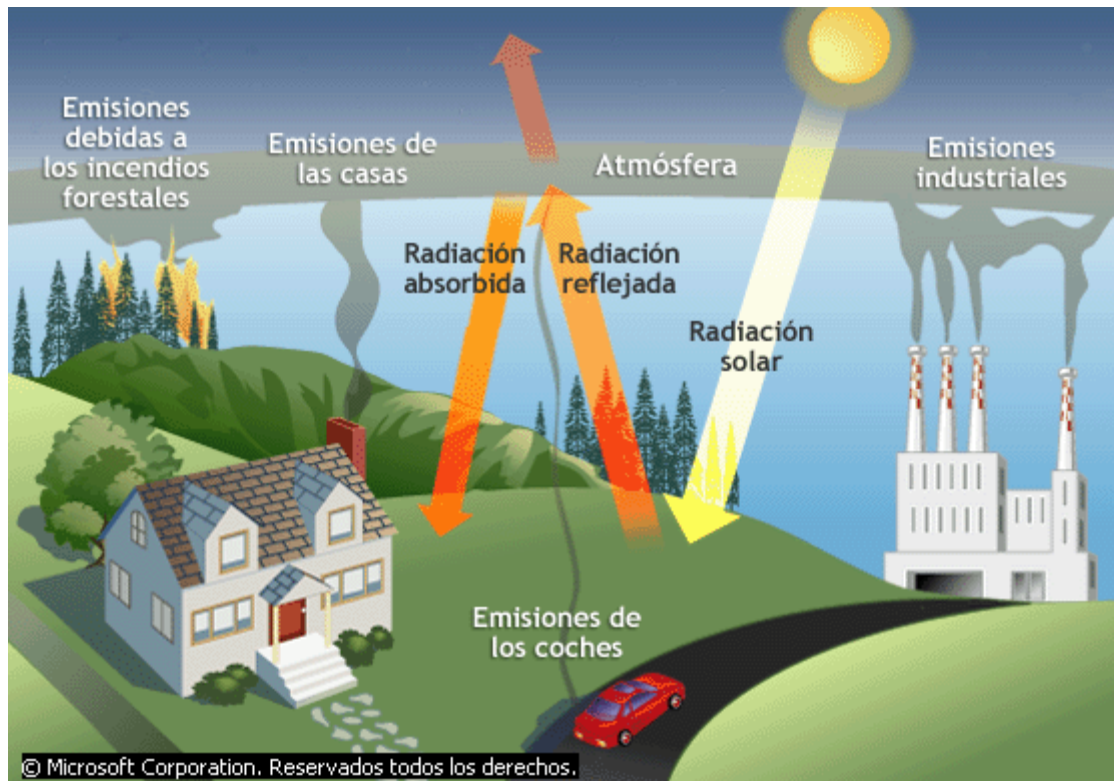 Emisiones
debidas a
los incendios
forestales
Emisiones de
las casas
Atmósfera
Emisiones
industriales
Radiación
absorbida
Radiación
reflejada
Radiación
solar
Emisiones de
los coches
© Microsoft Corporation. Reservados todos los derechos.